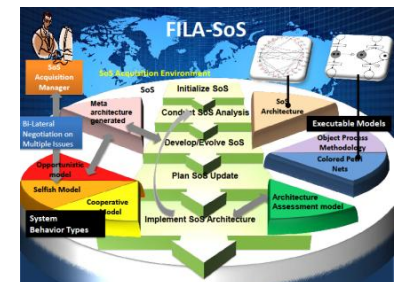 FILA-SoS
SoS
Acquisition
Manager
SoS Acquisition Environment
SoS
Initialize SoS
Meta
architecture
generated
Conduct SoS Analysis
SoS
Architecture
Executable Models
Bi-Lateral
Negotiation on
Multiple Issues
Develop/Evolve SoS
Object Process
Methodology
Colored Petri
Nets
Opportunistic
model
Selfish Model
Plan SoS Update
Cooperative
Model
Architecture
Assessment model
System
Behavior Types
Implement SoS Architecture